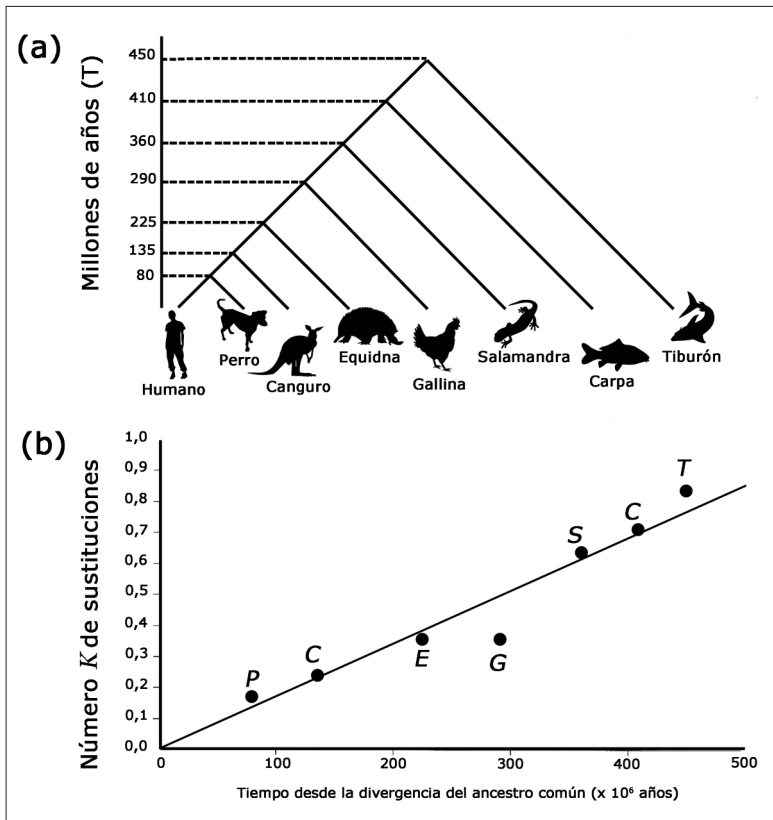 (a)
Millones de años (T)
450
410
360
290
225
135
80
Humano
Perro
Canguro
Equidna
Gallina
Salamandra
Carpa
Tiburón
(b)
Número K de sustituciones
1,0
0,9
0,8
0,7
0,6
0,5
0,4
0,3
0,2
0,1
0,0
P
C
E
G
S
C
T
0 100 200 300 400 500
Tiempo desde la divergencia del ancestro común (x 10⁶ años)